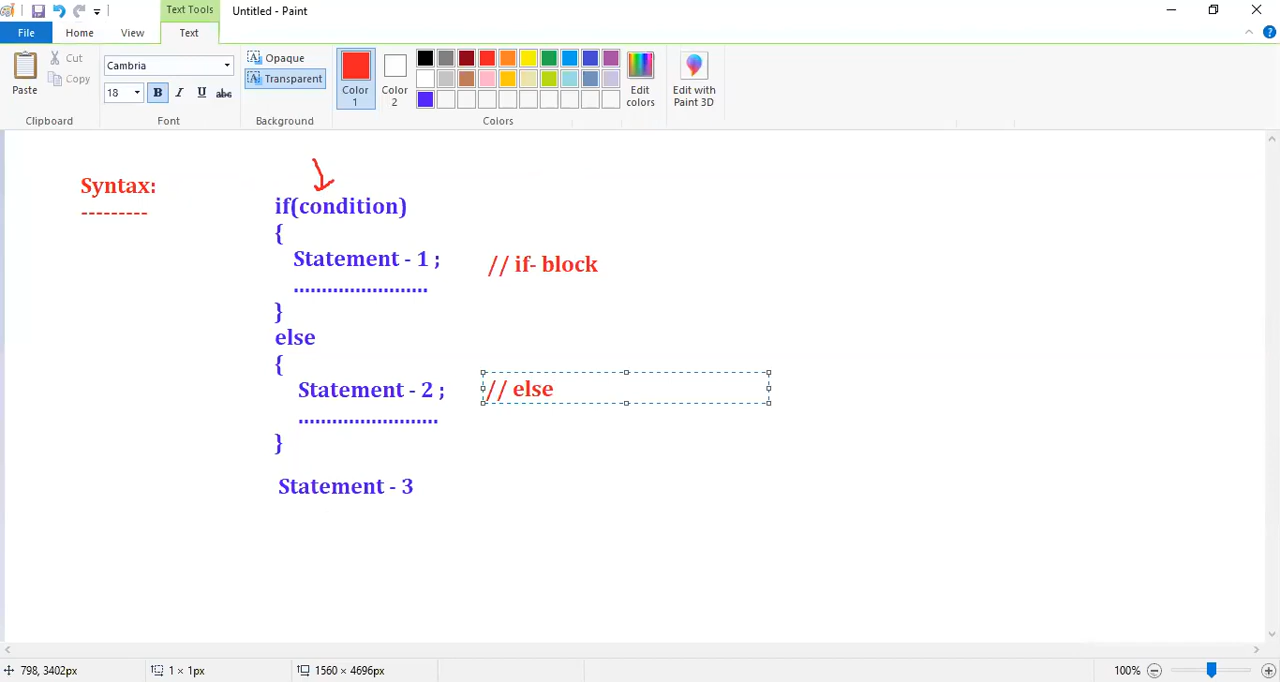 Text Tools
Untitled - Paint
File
Home
View
Text
Paste
Cut
Copy
Clipboard
Cambria
18
B I U abc
Font
Opaque
Transparent
Background
Color 1
Color 2
Edit colors
Colors
Edit with Paint 3D
Syntax:
---------
if(condition)
{
Statement - 1 ;
// if- block
........................
}
else
{
Statement - 2 ;
// else
.........................
}
Statement - 3
798, 3402px
1 × 1px
1560 × 4696px
100%